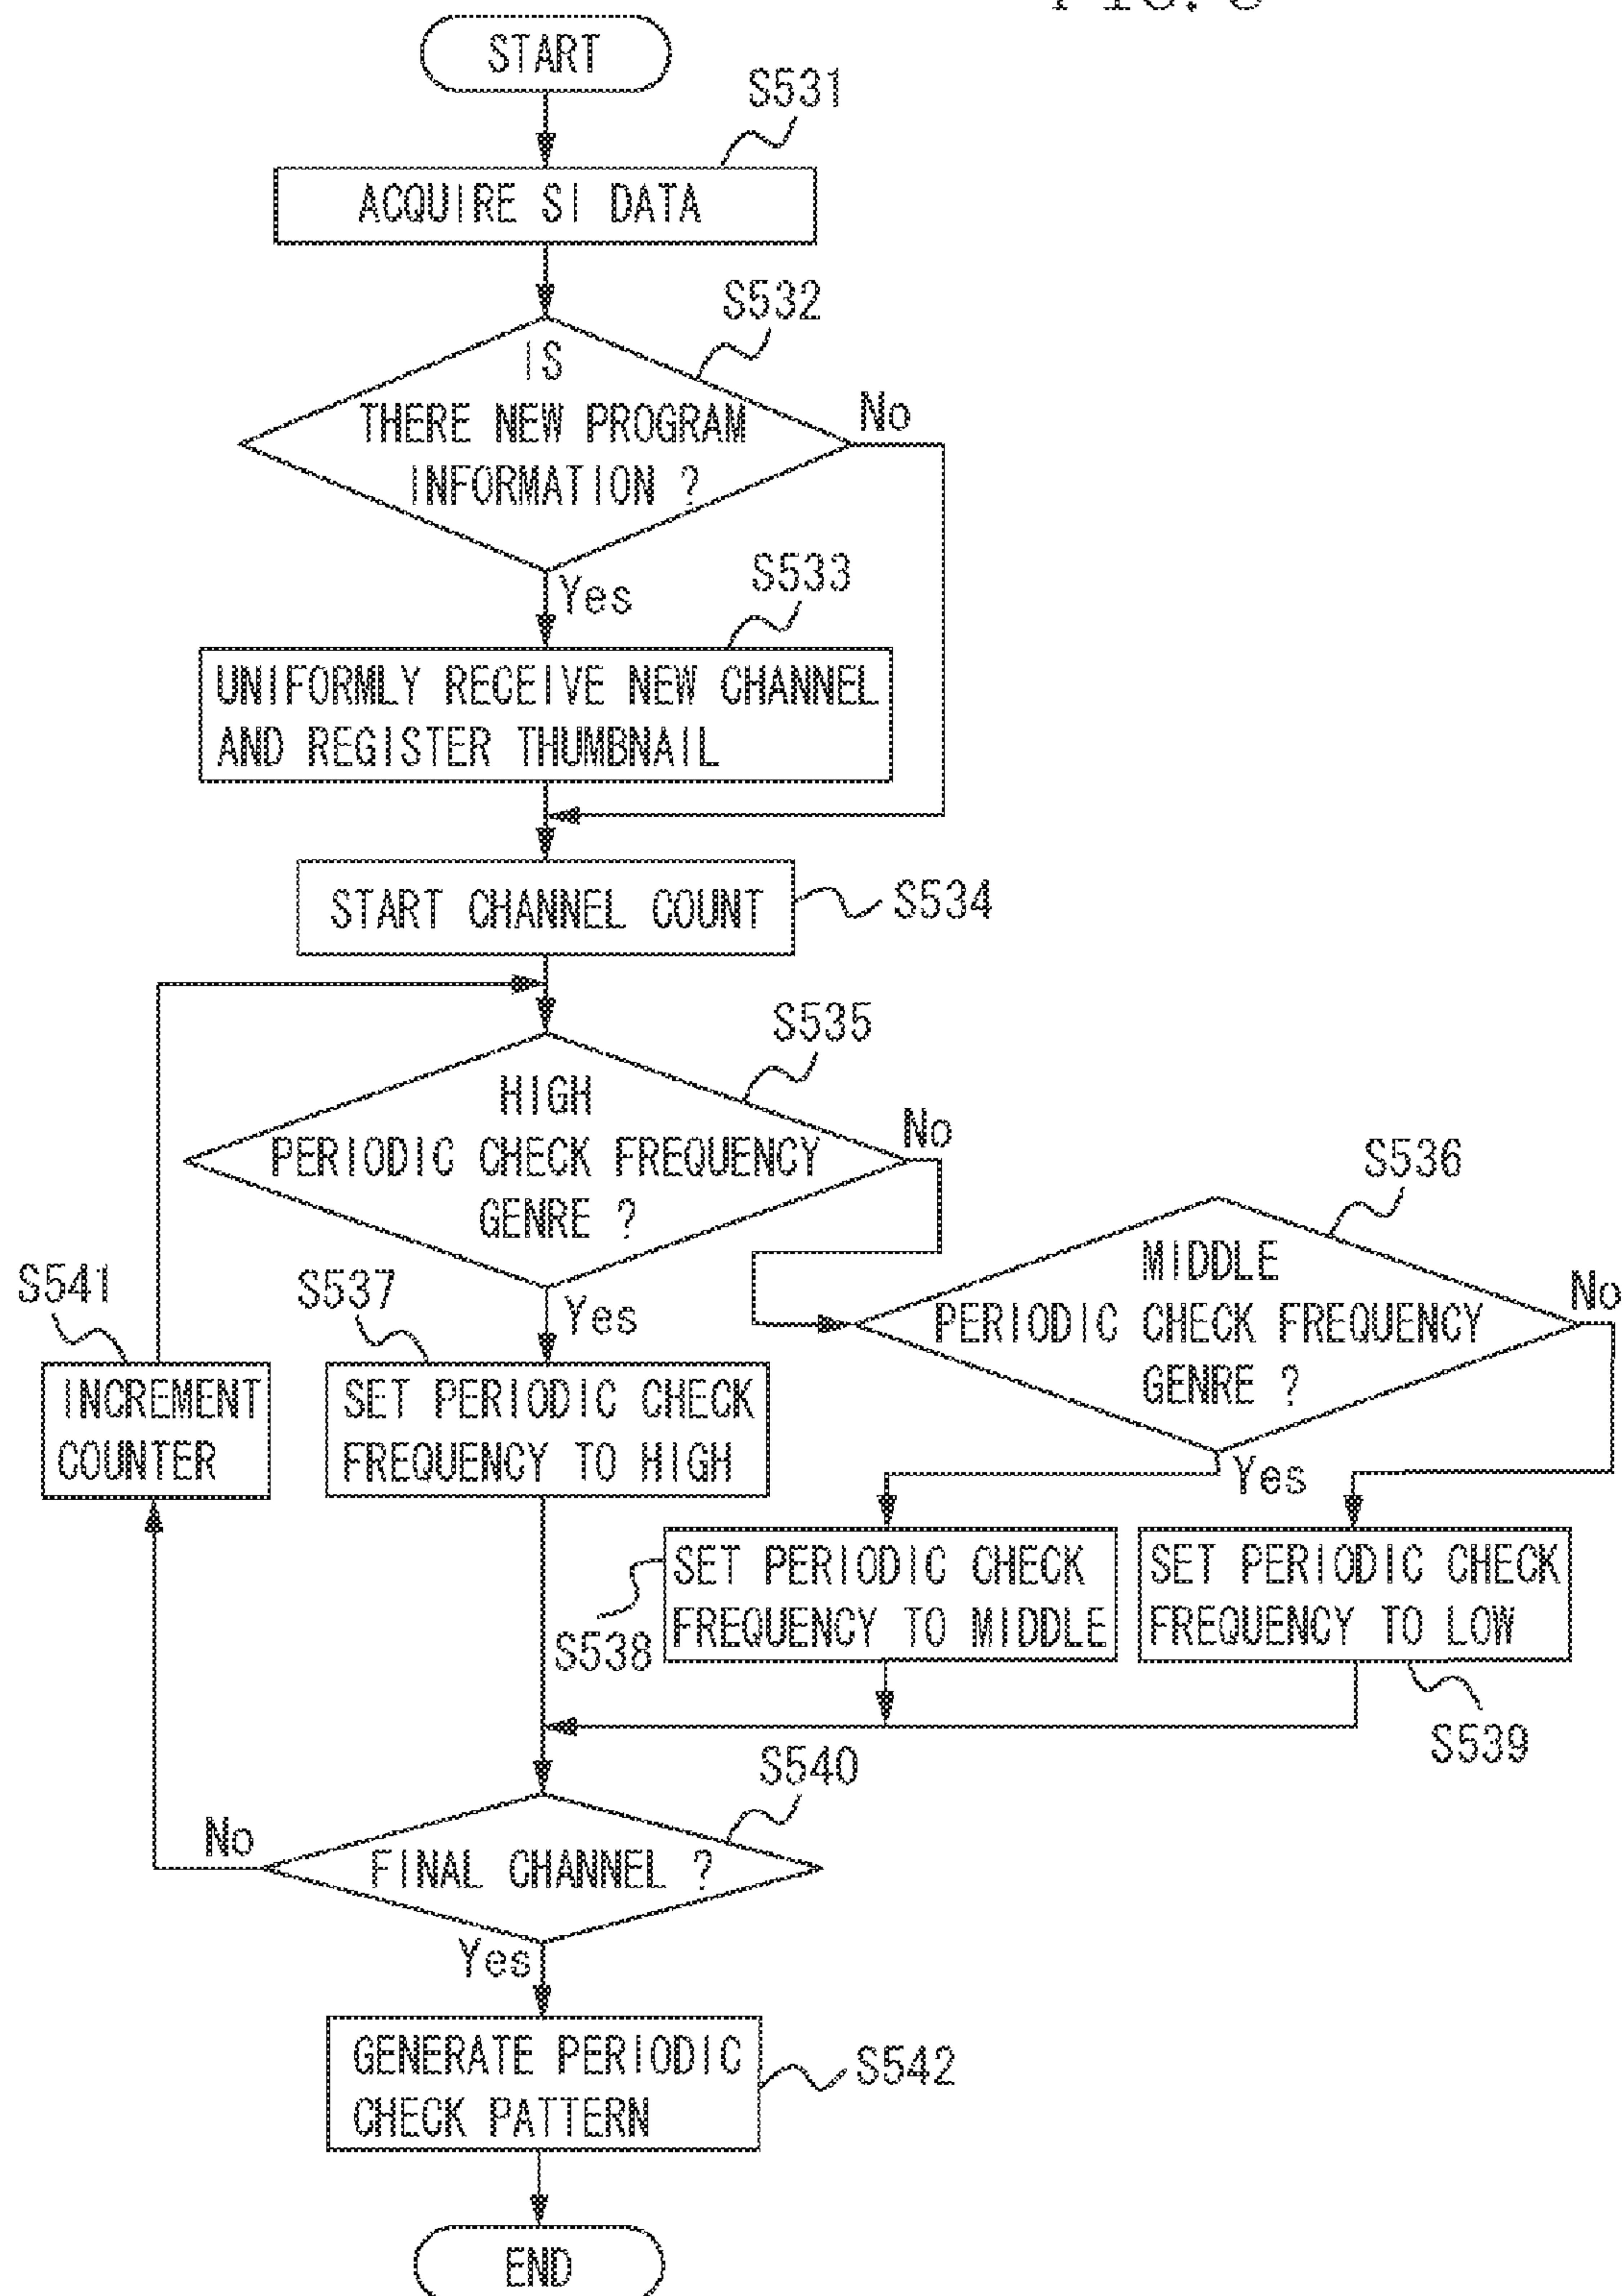 START
S531
ACQUIRE SI DATA
S532
IS
THERE NEW PROGRAM
INFORMATION ?
No
Yes
S533
UNIFORMLY RECEIVE NEW CHANNEL
AND REGISTER THUMBNAIL
START CHANNEL COUNT
S534
S535
HIGH
PERIODIC CHECK FREQUENCY
GENRE ?
No
Yes
S536
MIDDLE
PERIODIC CHECK FREQUENCY
GENRE ?
No
Yes
S541
INCREMENT
COUNTER
S537
SET PERIODIC CHECK
FREQUENCY TO HIGH
SET PERIODIC CHECK
FREQUENCY TO MIDDLE
S538
SET PERIODIC CHECK
FREQUENCY TO LOW
S539
S540
FINAL CHANNEL ?
No
Yes
GENERATE PERIODIC
CHECK PATTERN
S542
END